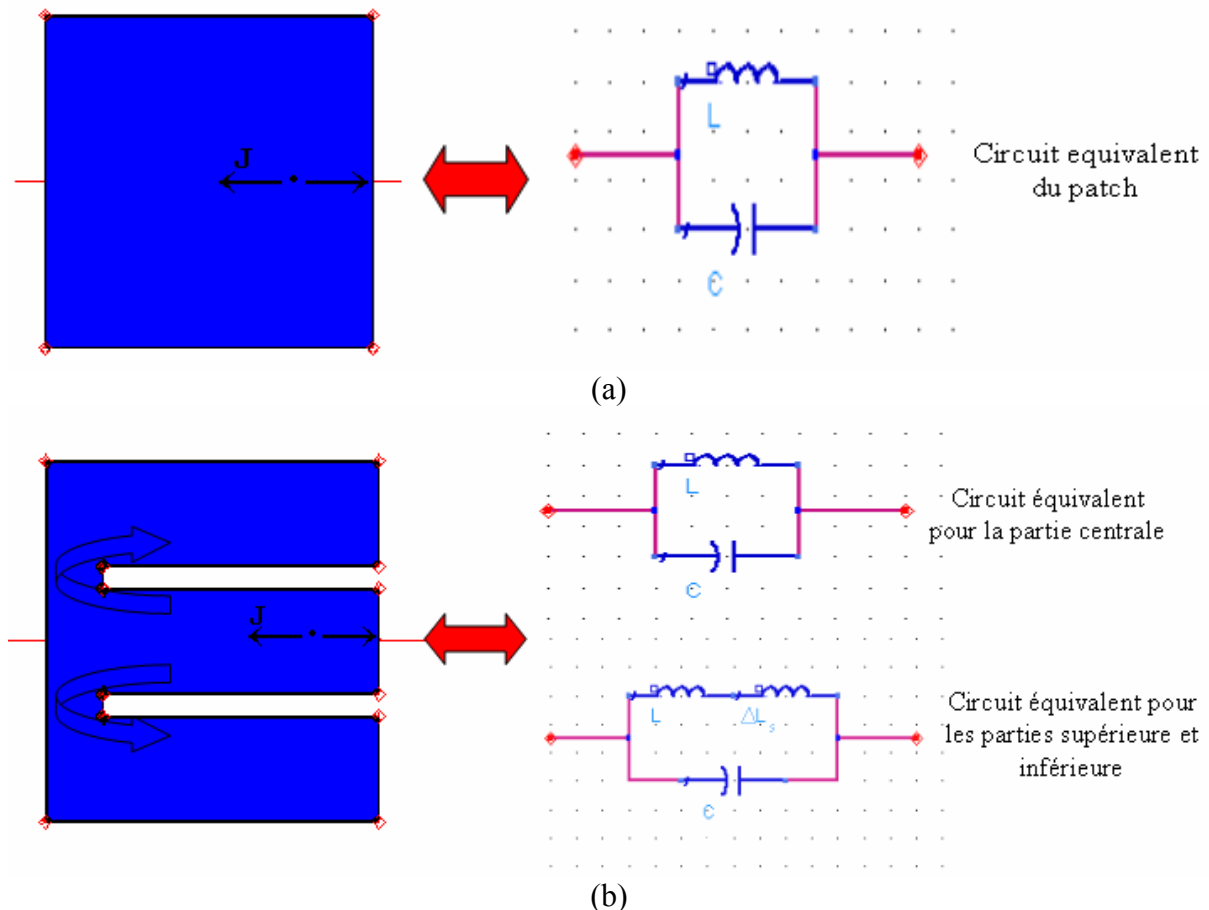 J
L
C
Circuit equivalent
du patch
(a)
J
L
C
Circuit équivalent
pour la partie centrale
L
ΔLs
C
Circuit équivalent pour
les parties supérieure et
inférieure
(b)